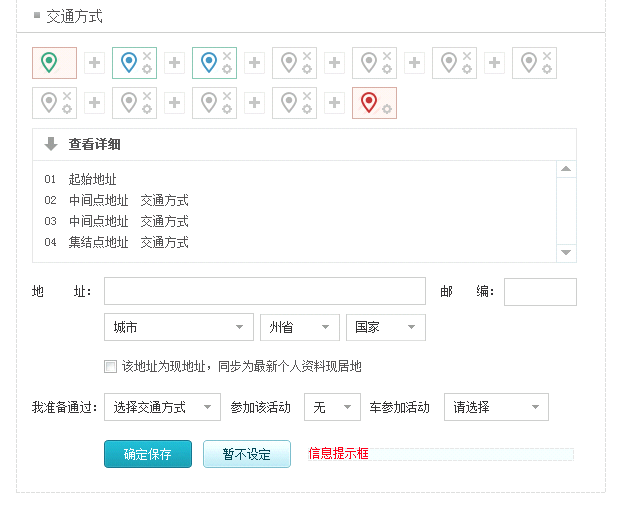 交通方式
查看详细
01 起始地址
02 中间点地址 交通方式
03 中间点地址 交通方式
04 集结点地址 交通方式
地 址: 邮 编:
城市 州省 国家
该地址为现地址，同步为最新个人资料现居地
我准备通过: 选择交通方式 参加该活动 无 车参加活动 请选择
确定保存 暂不设定 信息提示框